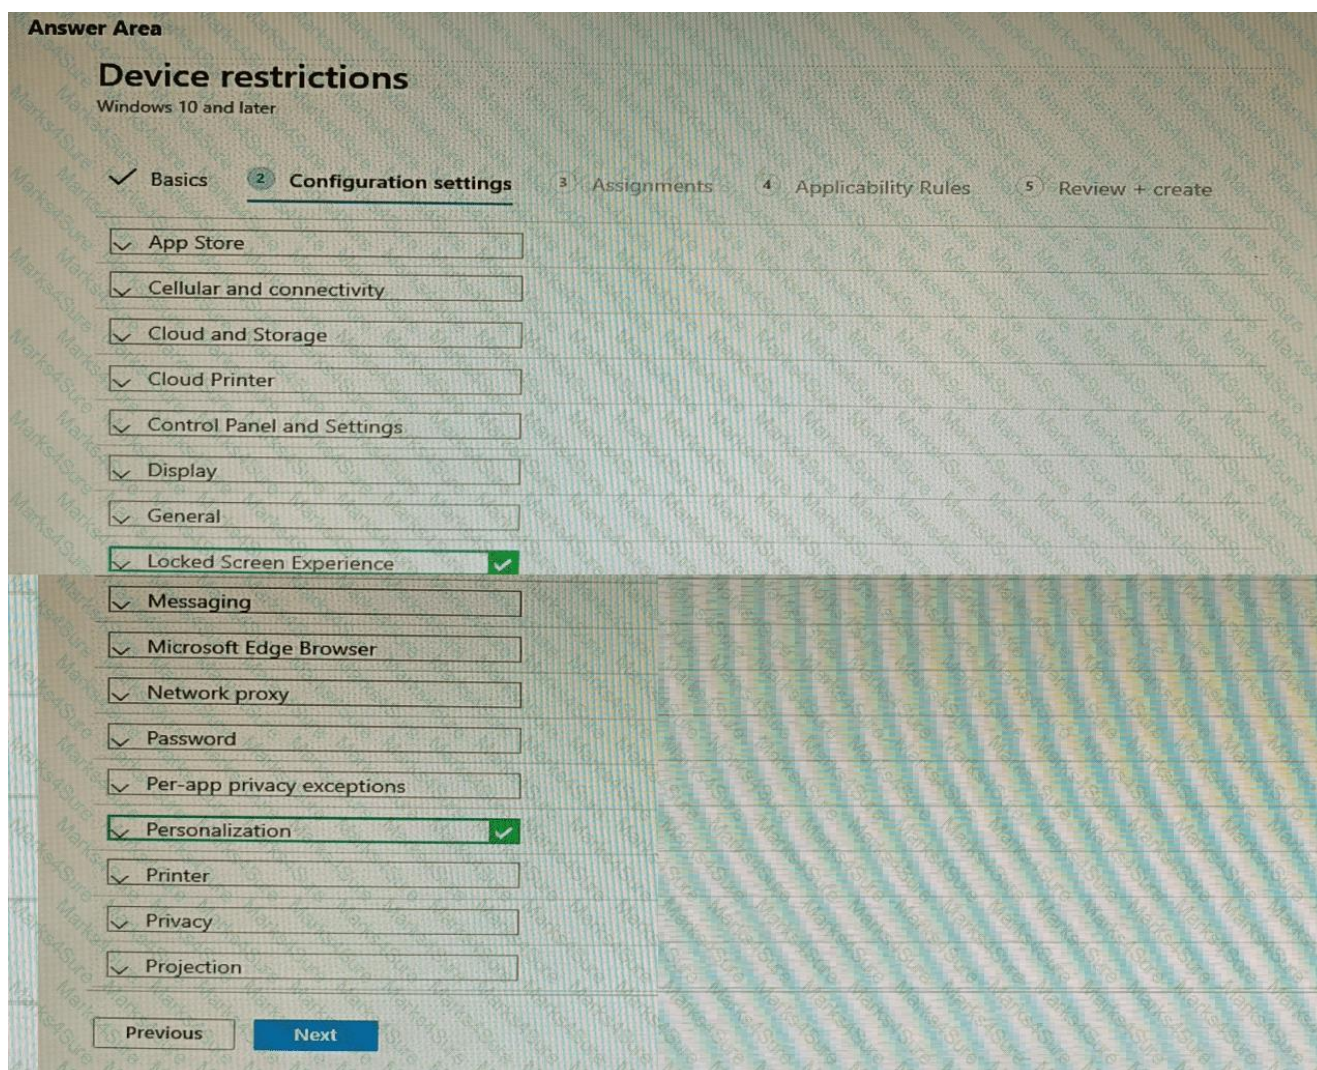 Answer Area
Device restrictions
Windows 10 and later
Basics 2 Configuration settings 3 Assignments 4 Applicability Rules 5 Review + create
App Store
Cellular and connectivity
Cloud and Storage
Cloud Printer
Control Panel and Settings
Display
General
Locked Screen Experience
Messaging
Microsoft Edge Browser
Network proxy
Password
Per-app privacy exceptions
Personalization
Printer
Privacy
Projection
Previous Next
Marks4Sure